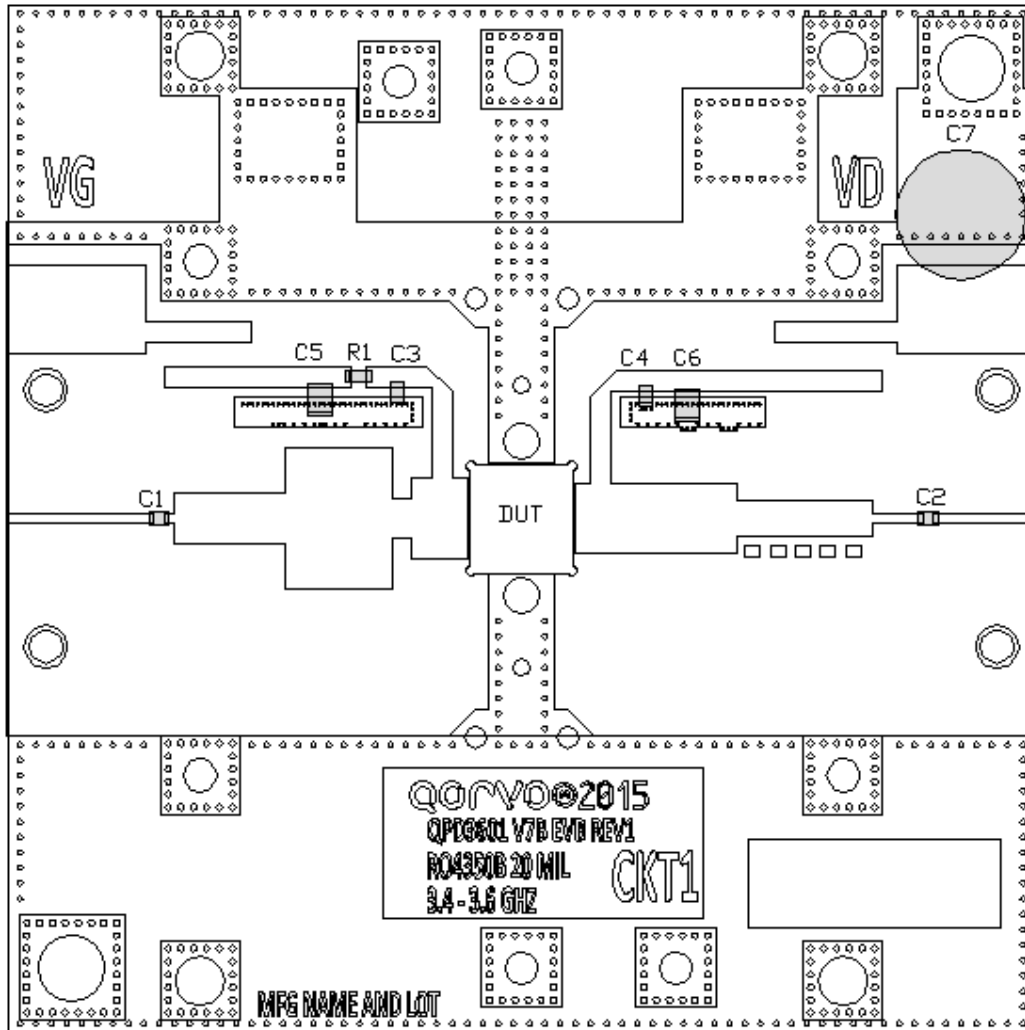 C7
VG
VD
C5 R1 C3
C4 C6
C1
C2
DUT
QORVO©2015
QPD3601 V7B EVB REV1
RO4350B 20 MIL
CKT1
3.4 - 3.6 GHZ
MFG NAME AND LOT